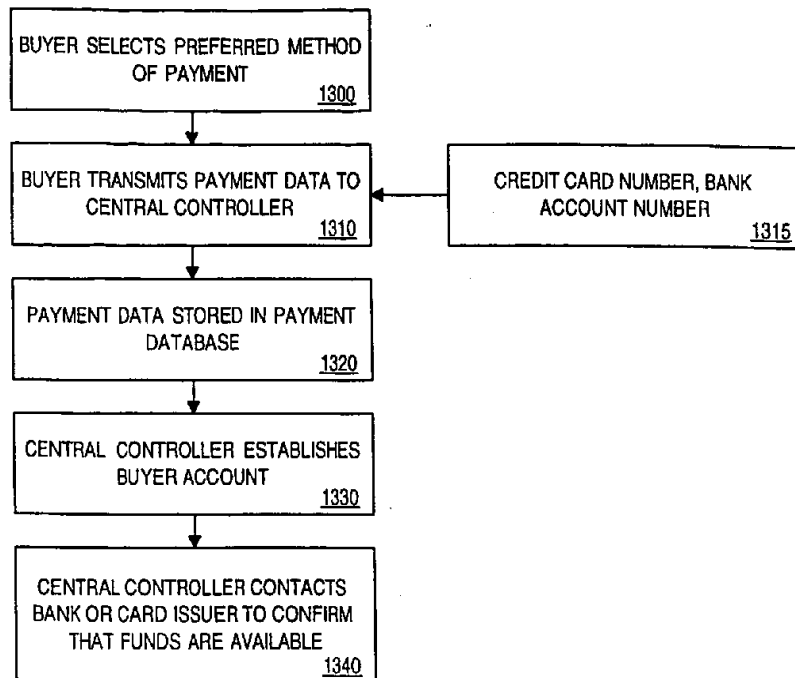 BUYER SELECTS PREFERRED METHOD
OF PAYMENT
1300
BUYER TRANSMITS PAYMENT DATA TO
CENTRAL CONTROLLER
1310
CREDIT CARD NUMBER, BANK
ACCOUNT NUMBER
1315
PAYMENT DATA STORED IN PAYMENT
DATABASE
1320
CENTRAL CONTROLLER ESTABLISHES
BUYER ACCOUNT
1330
CENTRAL CONTROLLER CONTACTS
BANK OR CARD ISSUER TO CONFIRM
THAT FUNDS ARE AVAILABLE
1340